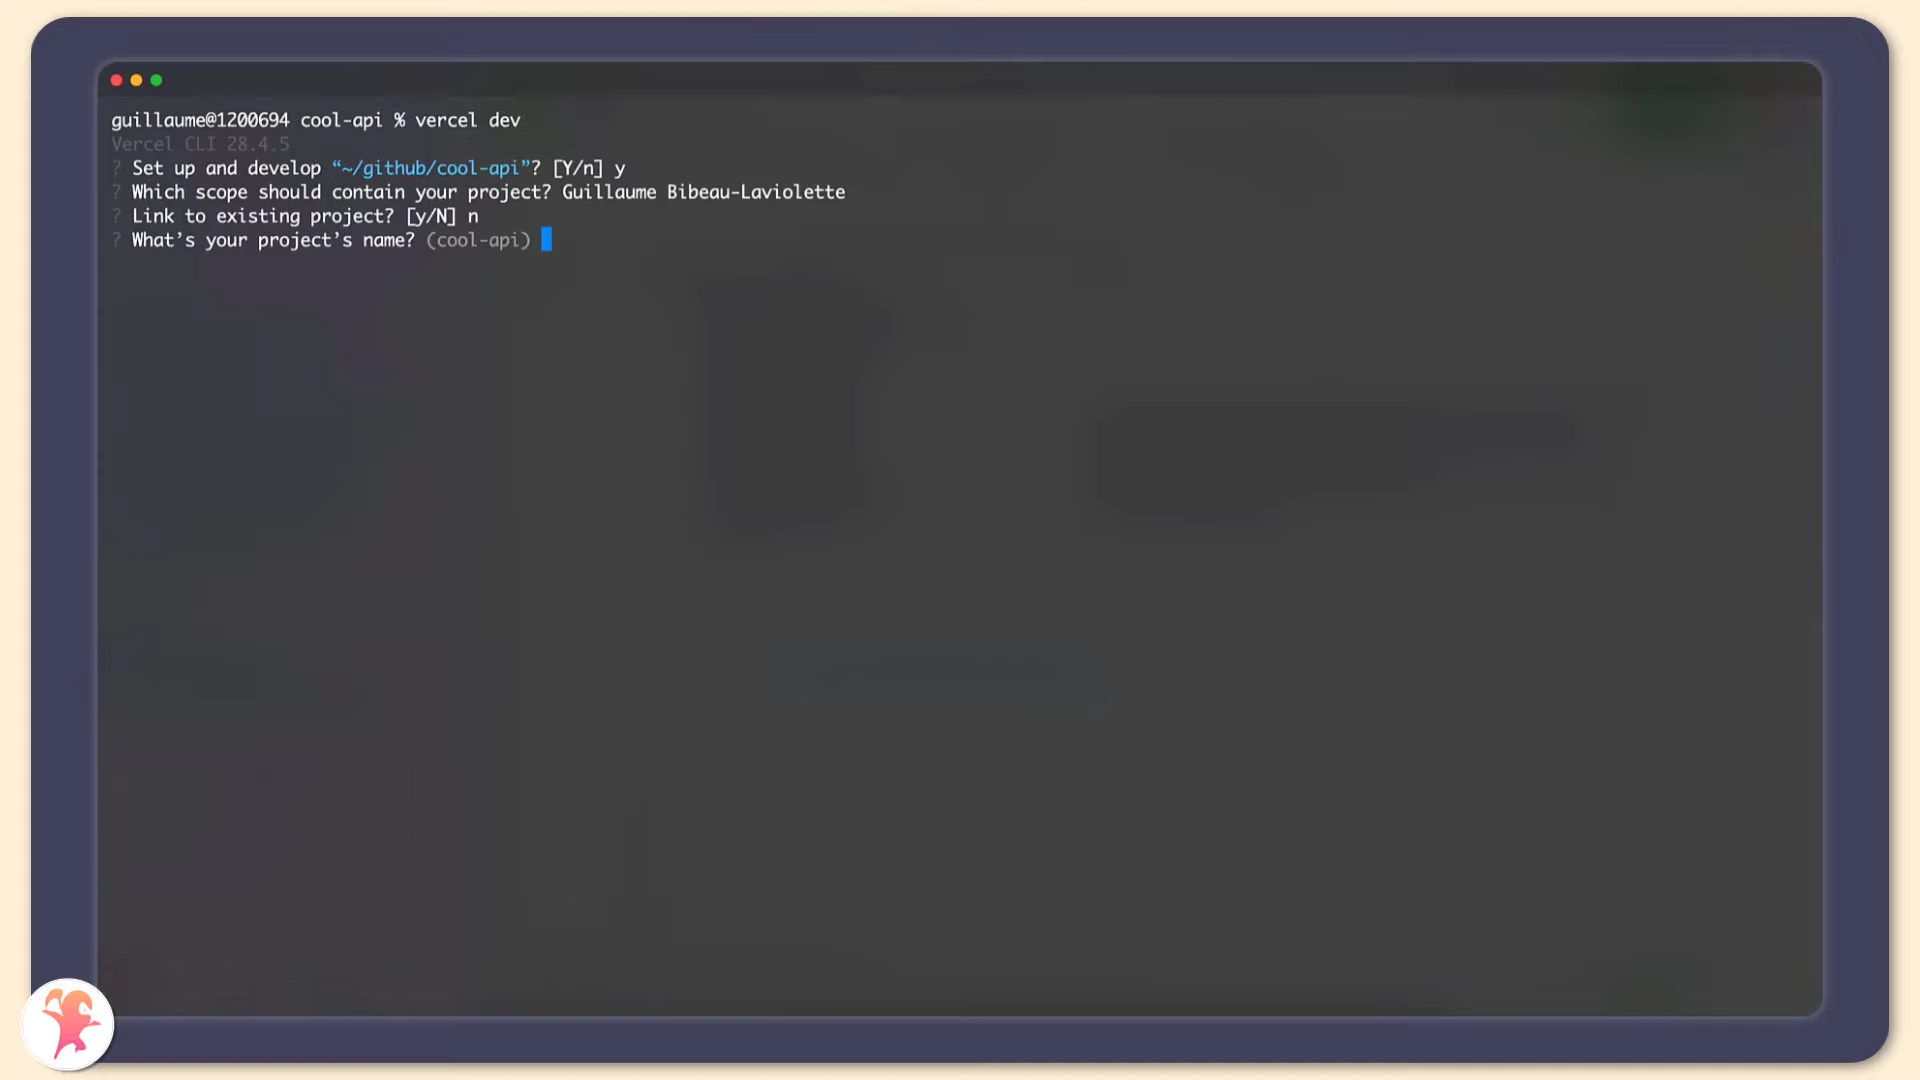 guillaume@1200694 cool-api % vercel dev
Vercel CLI 28.4.5
? Set up and develop “~/github/cool-api”? [Y/n] y
? Which scope should contain your project? Guillaume Bibeau-Laviolette
? Link to existing project? [y/N] n
? What’s your project’s name? (cool-api)